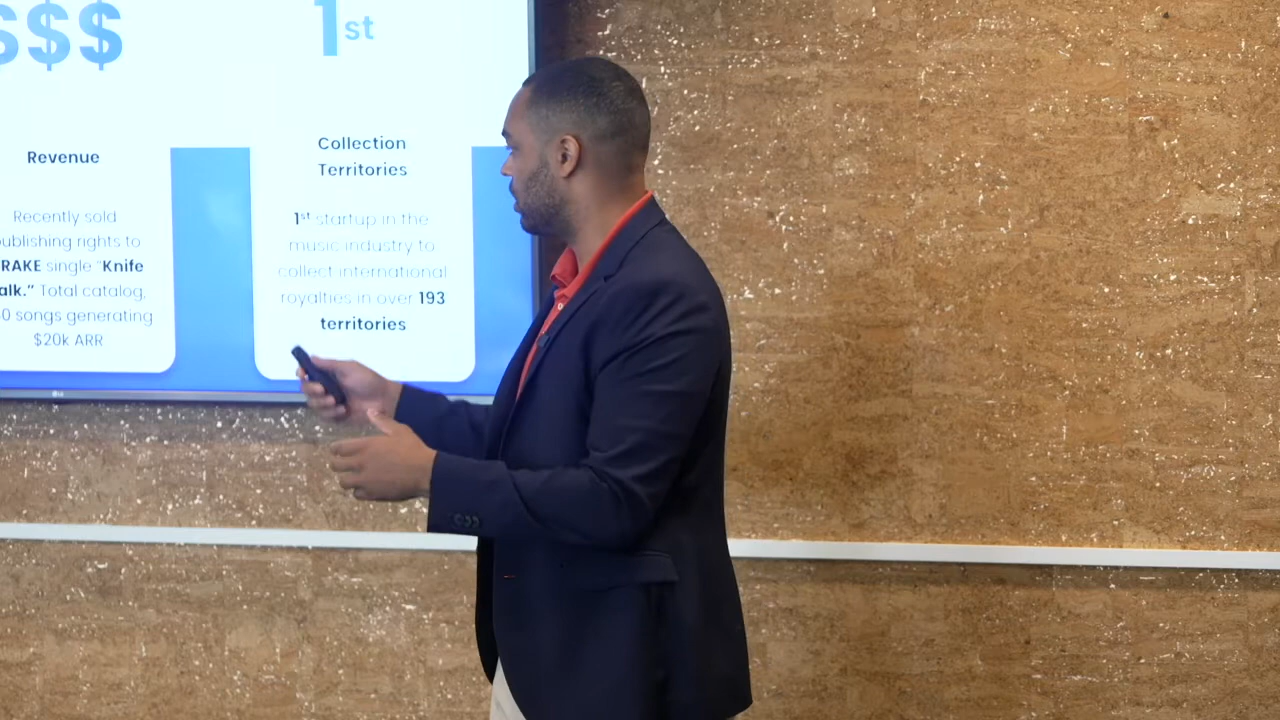 $$$
Revenue
Recently sold
publishing rights to
RAKE single "Knife
alk." Total catalog,
0 songs generating
$20k ARR
1st
Collection
Territories
1st startup in the
music industry to
collect international
royalties in over 193
territories
LG